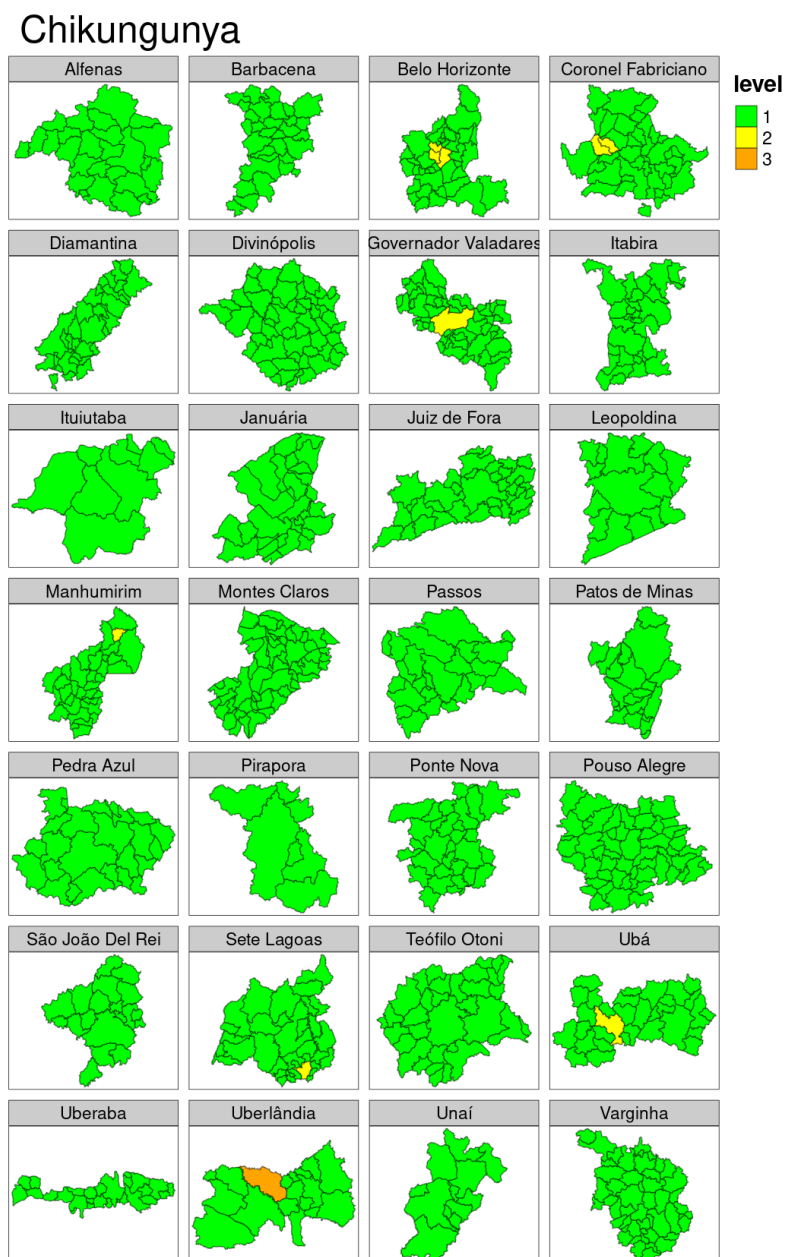 Chikungunya
Alfenas
Barbacena
Belo Horizonte
Coronel Fabriciano
level
1
2
3
Diamantina
Divinópolis
Governador Valadares
Itabira
Ituiutaba
Januária
Juiz de Fora
Leopoldina
Manhumirim
Montes Claros
Passos
Patos de Minas
Pedra Azul
Pirapora
Ponte Nova
Pouso Alegre
São João Del Rei
Sete Lagoas
Teófilo Otoni
Ubá
Uberaba
Uberlândia
Unaí
Varginha